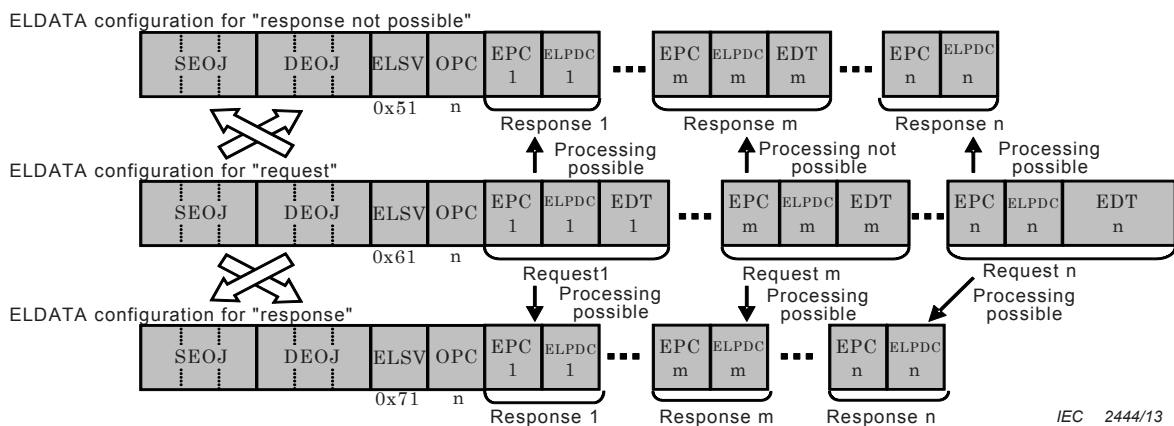 ELDATA configuration for "response not possible"
SEOJ DEOJ ELSV OPC EPC 1 ELPDC 1 EPC m ELPDC m EDT m EPC n ELPDC n
0x51 n
Response 1 Response m Response n
Processing possible Processing not possible Processing possible
ELDATA configuration for "request"
SEOJ DEOJ ELSV OPC EPC 1 ELPDC 1 EDT 1 EPC m ELPDC m EDT m EPC n ELPDC n EDT n
0x61 n
Request1 Request m Request n
Processing possible Processing possible Processing possible
ELDATA configuration for "response"
SEOJ DEOJ ELSV OPC EPC 1 ELPDC 1 EPC m ELPDC m EPC n ELPDC n
0x71 n
Response 1 Response m Response n
IEC 2444/13